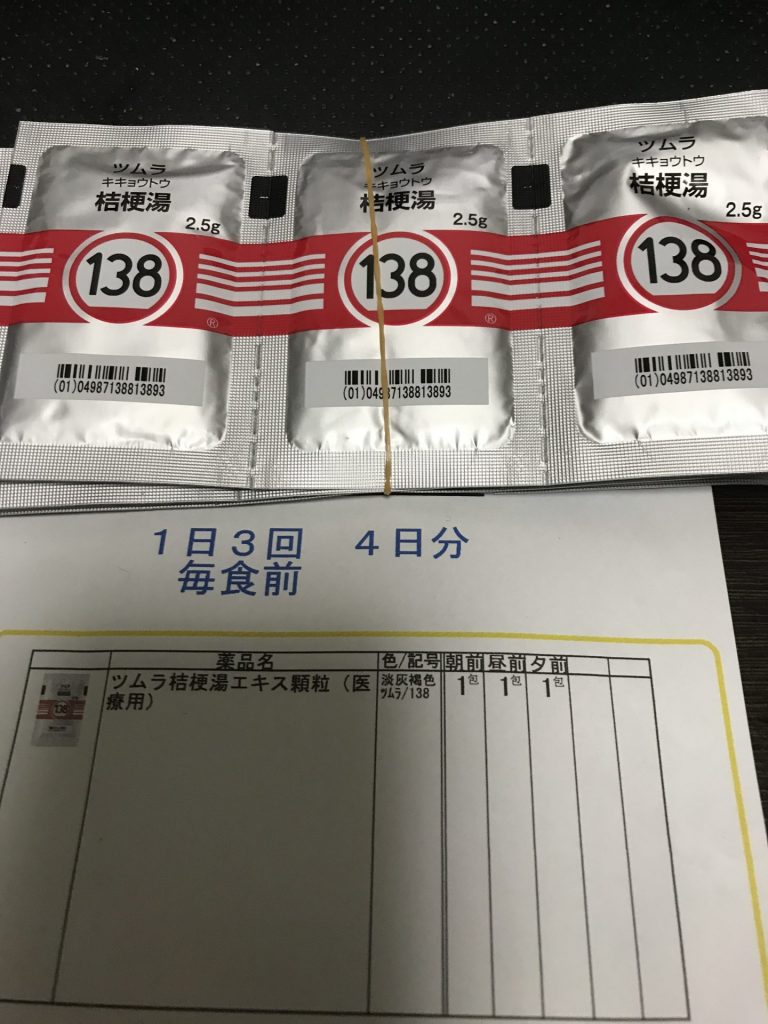 ツムラ
キキョウトウ
桔梗湯
2.5g
138
®
(01)04987138813893
ツムラ
キキョウトウ
桔梗湯
2.5g
138
®
(01)04987138813893
ツムラ
キキョウトウ
桔梗湯
2.5g
138
(01)04987138813893
1日3回 4日分
毎食前
薬品名 色/記号 朝前 昼前 夕前
ツムラ桔梗湯エキス顆粒(医 淡灰褐色 1包 1包 1包
療用) ツムラ/138
138